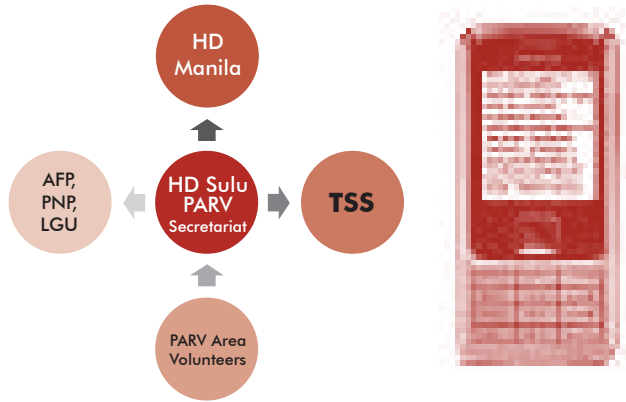 HD
Manila
AFP,
PNP,
LGU
HD Sulu
PARV
Secretariat
TSS
PARV Area
Volunteers